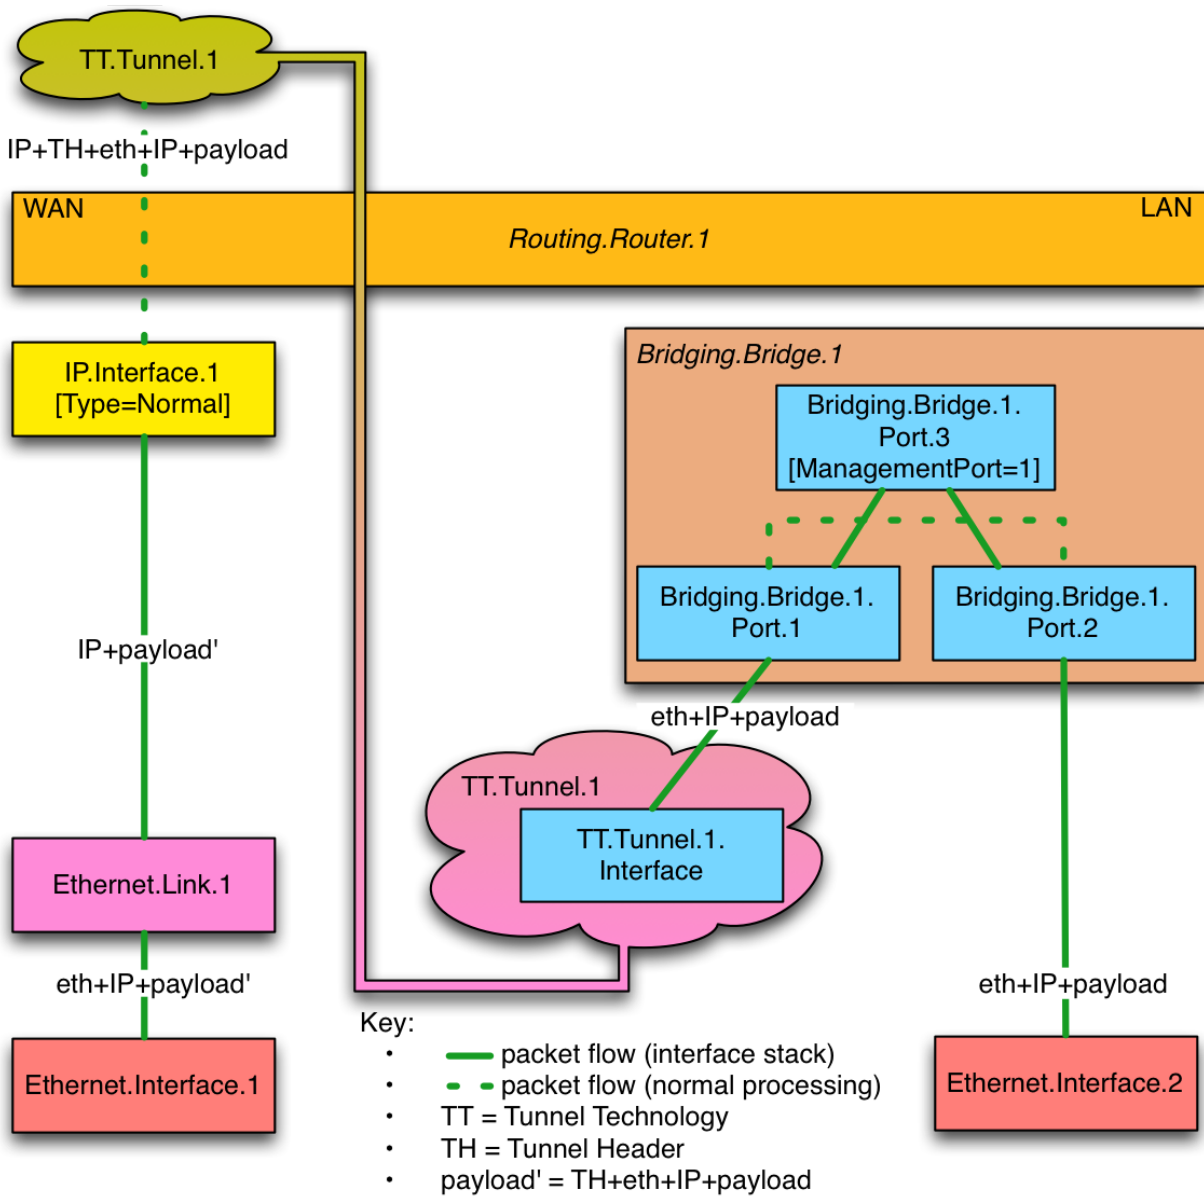 TT.Tunnel.1
IP+TH+eth+IP+payload
WAN
LAN
Routing.Router.1
IP.Interface.1
[Type=Normal]
Bridging.Bridge.1
Bridging.Bridge.1.
Port.3
[ManagementPort=1]
Bridging.Bridge.1.
Port.1
Bridging.Bridge.1.
Port.2
IP+payload'
eth+IP+payload
TT.Tunnel.1
TT.Tunnel.1.
Interface
Ethernet.Link.1
eth+IP+payload'
eth+IP+payload
Ethernet.Interface.1
Ethernet.Interface.2
Key:
• packet flow (interface stack)
• packet flow (normal processing)
• TT = Tunnel Technology
• TH = Tunnel Header
• payload' = TH+eth+IP+payload